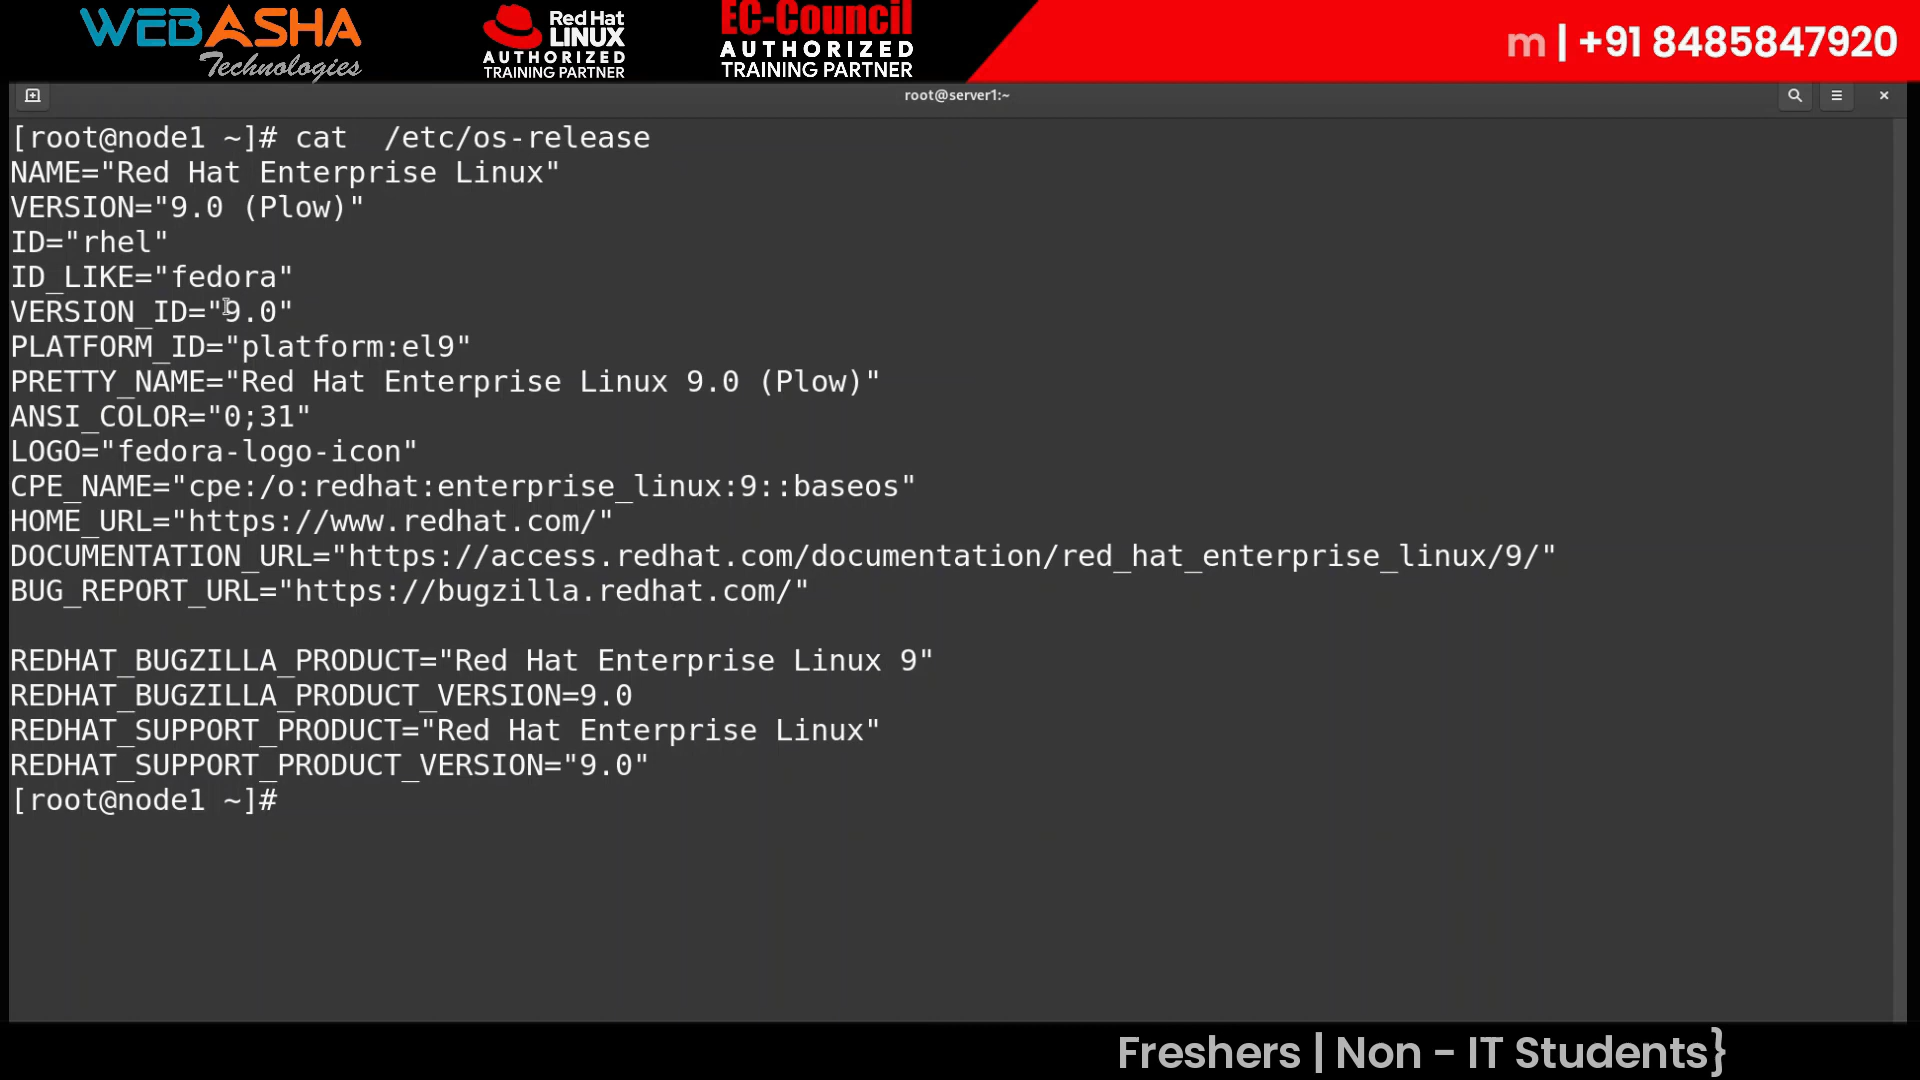 WEBASHA
Technologies
Red Hat
LINUX
AUTHORIZED
TRAINING PARTNER
EC-Council
AUTHORIZED
TRAINING PARTNER
m | +91 8485847920
root@server1:~
[root@node1 ~]# cat  /etc/os-release
NAME="Red Hat Enterprise Linux"
VERSION="9.0 (Plow)"
ID="rhel"
ID_LIKE="fedora"
VERSION_ID="9.0"
PLATFORM_ID="platform:el9"
PRETTY_NAME="Red Hat Enterprise Linux 9.0 (Plow)"
ANSI_COLOR="0;31"
LOGO="fedora-logo-icon"
CPE_NAME="cpe:/o:redhat:enterprise_linux:9::baseos"
HOME_URL="https://www.redhat.com/"
DOCUMENTATION_URL="https://access.redhat.com/documentation/red_hat_enterprise_linux/9/"
BUG_REPORT_URL="https://bugzilla.redhat.com/"
REDHAT_BUGZILLA_PRODUCT="Red Hat Enterprise Linux 9"
REDHAT_BUGZILLA_PRODUCT_VERSION=9.0
REDHAT_SUPPORT_PRODUCT="Red Hat Enterprise Linux"
REDHAT_SUPPORT_PRODUCT_VERSION="9.0"
[root@node1 ~]#
Freshers | Non - IT Students}